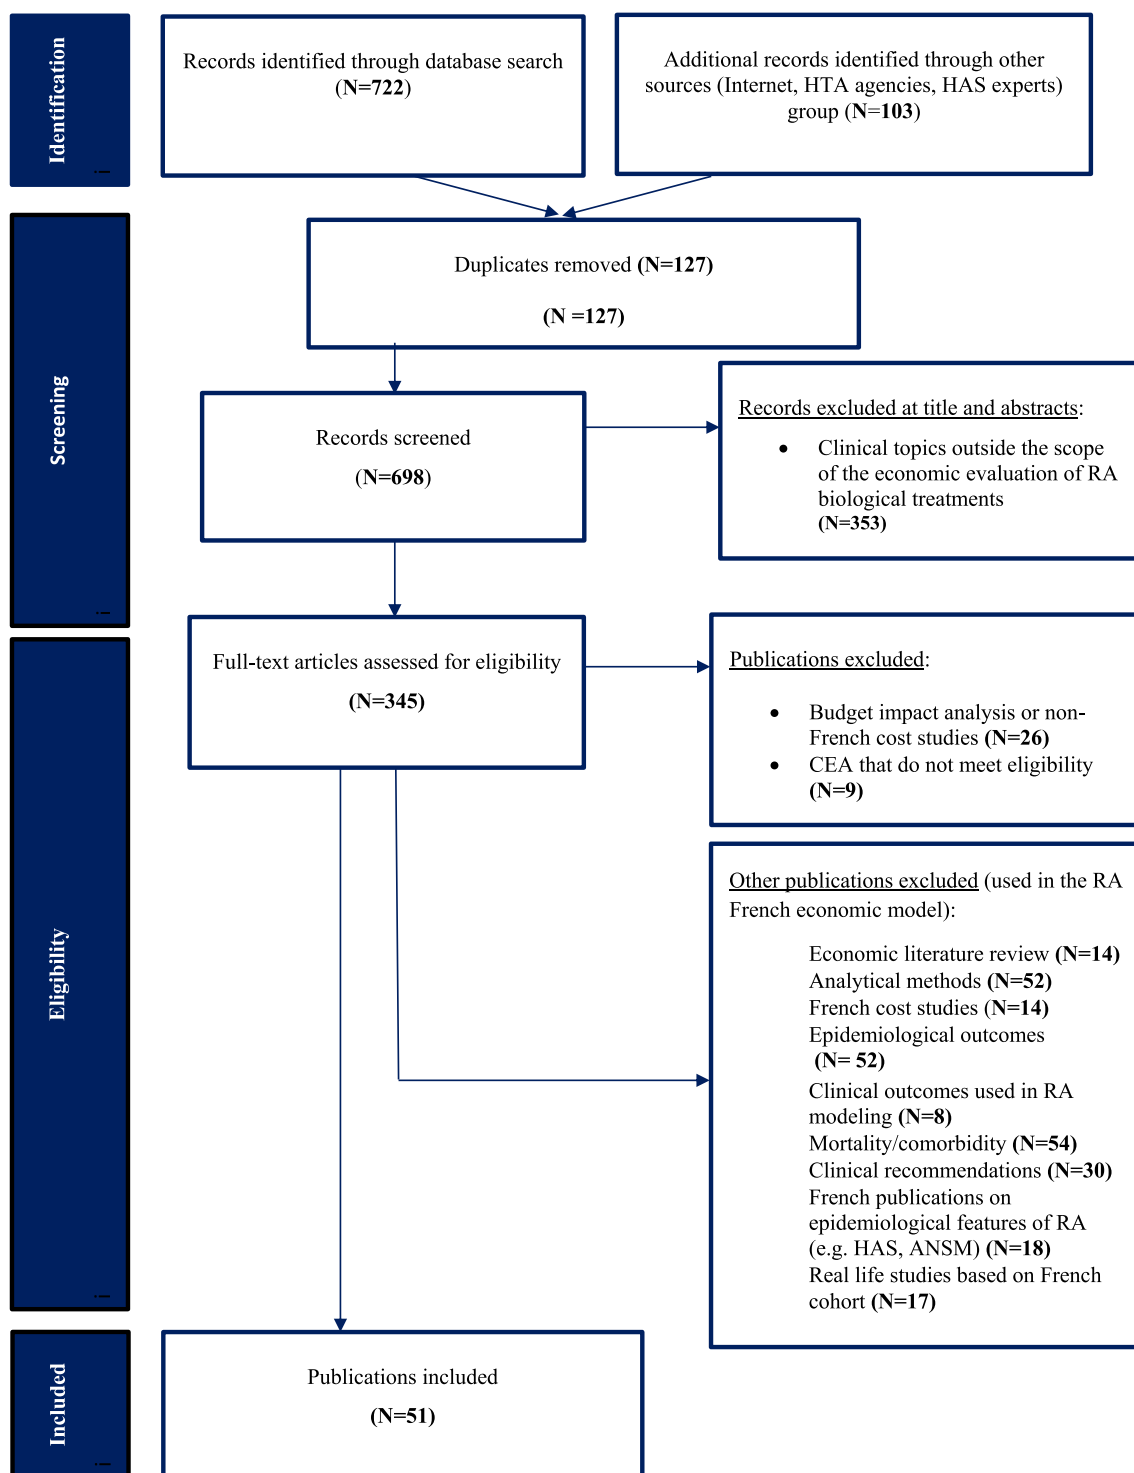 Identification
Records identified through database search
(N=722)
Additional records identified through other
sources (Internet, HTA agencies, HAS experts)
group (N=103)
Screening
Duplicates removed (N=127)
(N =127)
Records screened
(N=698)
Records excluded at title and abstracts:
• Clinical topics outside the scope
of the economic evaluation of RA
biological treatments
(N=353)
Eligibility
Full-text articles assessed for eligibility
(N=345)
Publications excluded:
• Budget impact analysis or non-
French cost studies (N=26)
• CEA that do not meet eligibility
(N=9)
Other publications excluded (used in the RA
French economic model):
Economic literature review (N=14)
Analytical methods (N=52)
French cost studies (N=14)
Epidemiological outcomes
(N= 52)
Clinical outcomes used in RA
modeling (N=8)
Mortality/comorbidity (N=54)
Clinical recommendations (N=30)
French publications on
epidemiological features of RA
(e.g. HAS, ANSM) (N=18)
Real life studies based on French
cohort (N=17)
Included
Publications included
(N=51)